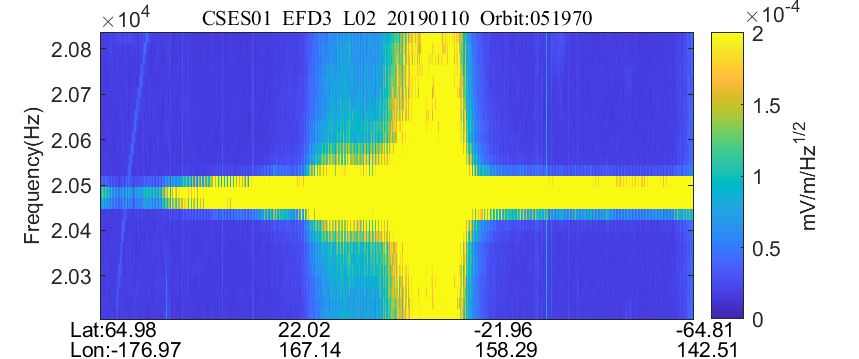 ×10⁴ CSES01 EFD3 L02 20190110 Orbit:051970 ×10⁻⁴
2.08
2.07
2.06
2.05
2.04
2.03
Frequency(Hz)
2
1.5
1
0.5
0
mV/m/Hz^1/2
Lat:64.98 22.02 -21.96 -64.81
Lon:-176.97 167.14 158.29 142.51